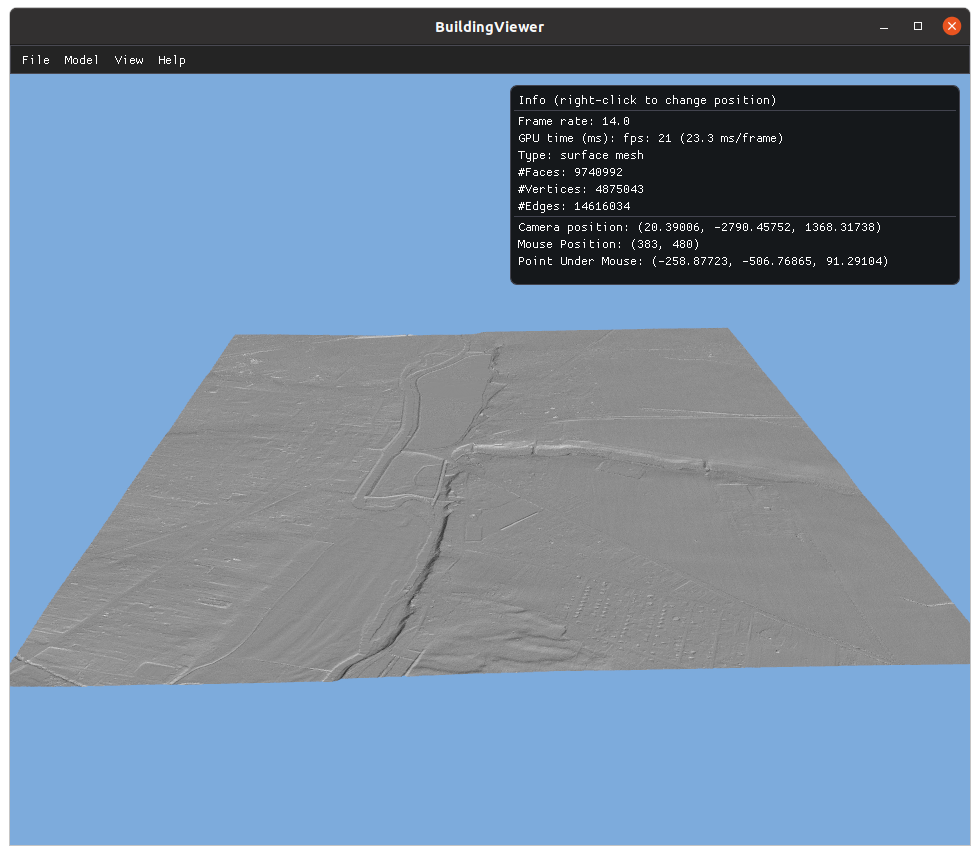 BuildingViewer
File Model View Help
Info (right-click to change position)
Frame rate: 14.0
GPU time (ms): fps: 21 (23.3 ms/frame)
Type: surface mesh
#Faces: 9740992
#Vertices: 4875043
#Edges: 14616034
Camera position: (20.39006, -2790.45752, 1368.31738)
Mouse Position: (383, 480)
Point Under Mouse: (-258.87723, -506.76865, 91.29104)